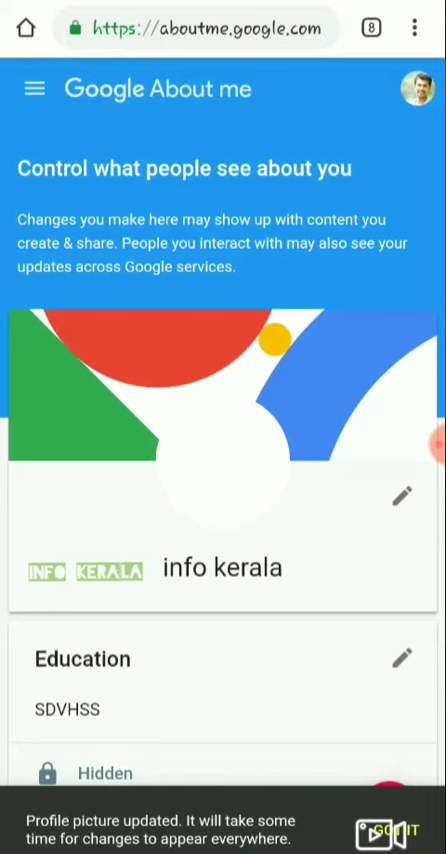 https://aboutme.google.com
8
Google About me
Control what people see about you
Changes you make here may show up with content you
create & share. People you interact with may also see your
updates across Google services.
INFO KERALA info kerala
Education
SDVHSS
Hidden
Profile picture updated. It will take some
time for changes to appear everywhere.
GOT IT